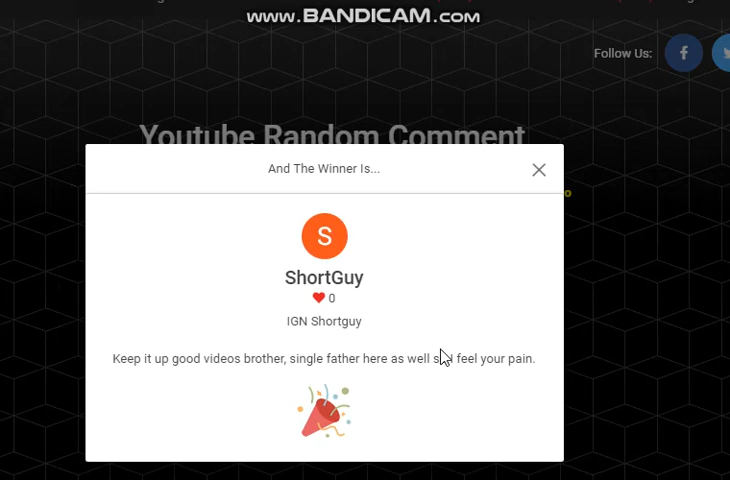 www.BANDICAM.com
Follow Us:
Youtube Random Comment
And The Winner Is...
S
ShortGuy
0
IGN Shortguy
Keep it up good videos brother, single father here as well feel your pain.